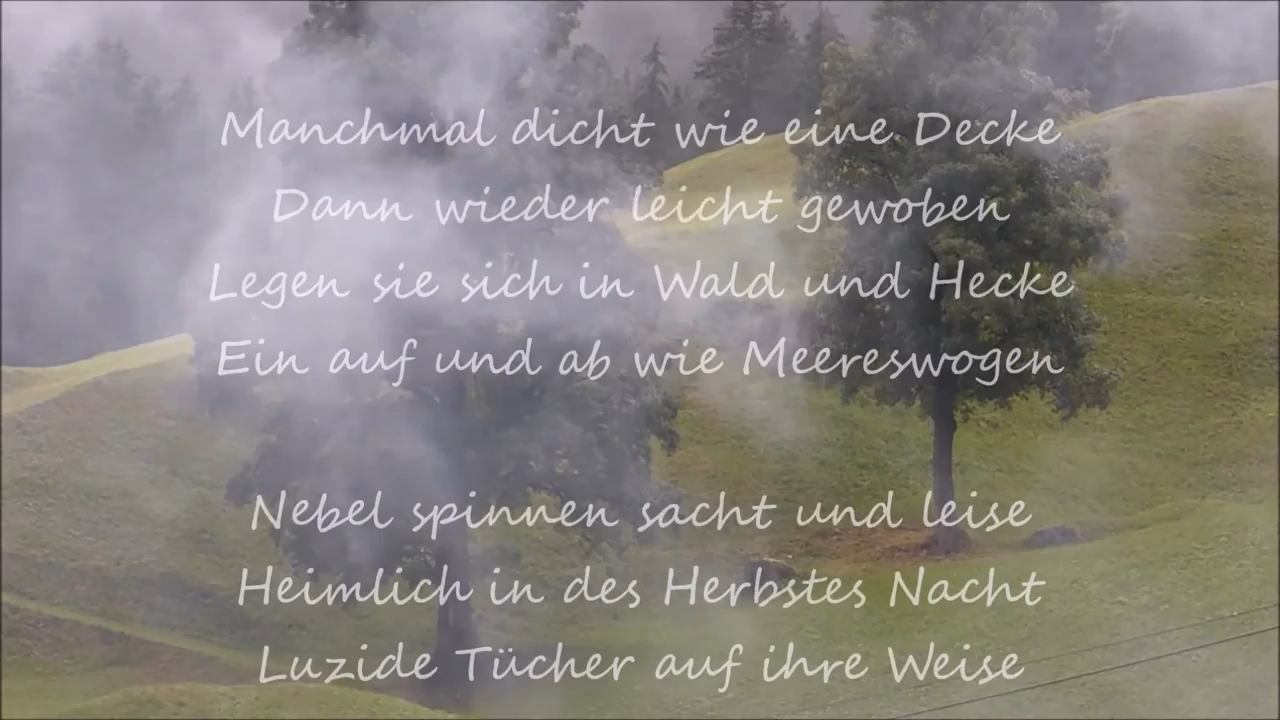 Manchmal dicht wie eine Decke
Dann wieder leicht gewoben
Legen sie sich in Wald und Hecke
Ein auf und ab wie Meereswogen
Nebel spinnen sacht und leise
Heimlich in des Herbstes Nacht
Luzide Tücher auf ihre Weise